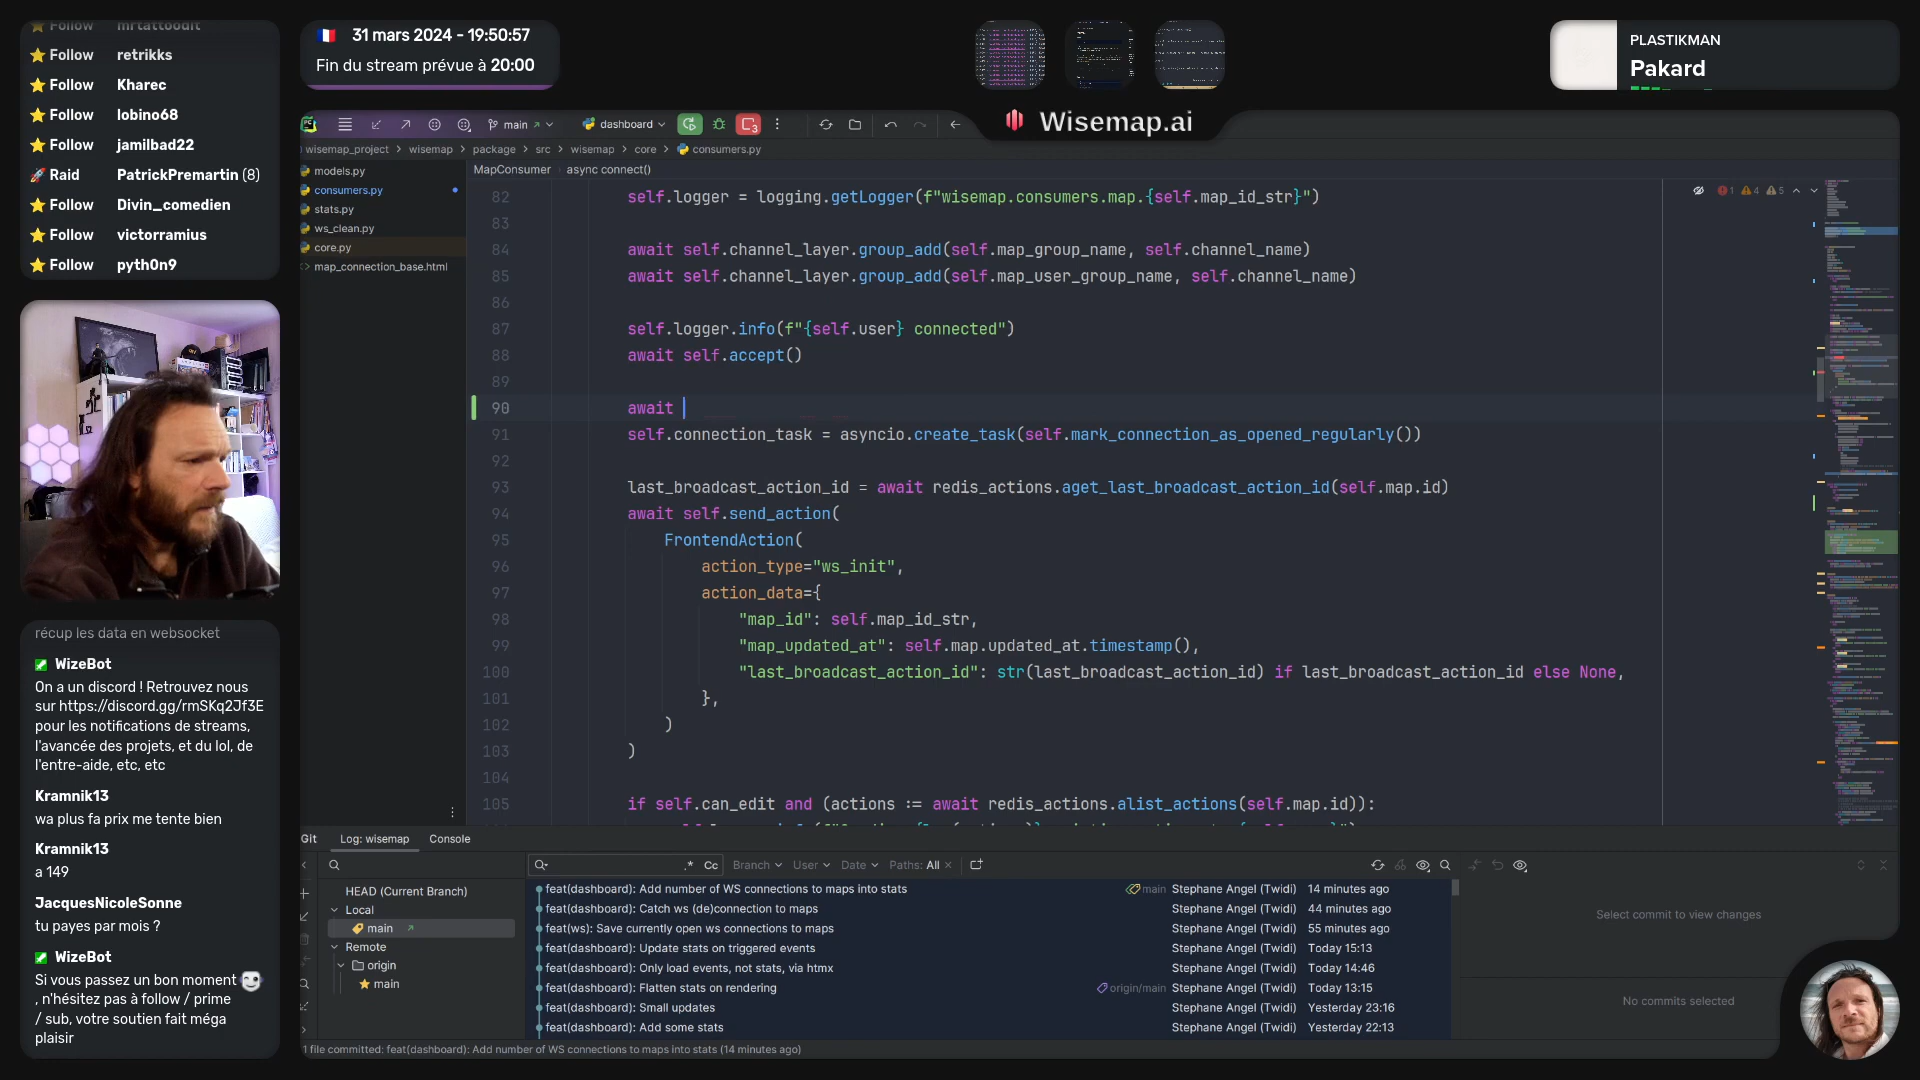 Follow mrtattoodit
Follow retrikks
Follow Kharec
Follow lobino68
Follow jamilbad22
Raid PatrickPremartin (8)
Follow Divin_comedien
Follow victorramius
Follow pyth0n9
31 mars 2024 - 19:50:57
Fin du stream prévue à 20:00
PLASTIKMAN
Pakard
Wisemap.ai
main
dashboard
3
wisemap_project > wisemap > package > src > wisemap > core > consumers.py
models.py
consumers.py
stats.py
ws_clean.py
core.py
map_connection_base.html
MapConsumer > async connect()
1 4 5
82 self.logger = logging.getLogger(f"wisemap.consumers.map.{self.map_id_str}")
83
84 await self.channel_layer.group_add(self.map_group_name, self.channel_name)
85 await self.channel_layer.group_add(self.map_user_group_name, self.channel_name)
86
87 self.logger.info(f"{self.user} connected")
88 await self.accept()
89
90 await
91 self.connection_task = asyncio.create_task(self.mark_connection_as_opened_regularly())
92
93 last_broadcast_action_id = await redis_actions.aget_last_broadcast_action_id(self.map.id)
94 await self.send_action(
95 FrontendAction(
96 action_type="ws_init",
97 action_data={
98 "map_id": self.map_id_str,
99 "map_updated_at": self.map.updated_at.timestamp(),
100 "last_broadcast_action_id": str(last_broadcast_action_id) if last_broadcast_action_id else None,
101 },
102 )
103 )
104
105 if self.can_edit and (actions := await redis_actions.alist_actions(self.map.id)):
récup les data en websocket
WizeBot
On a un discord ! Retrouvez nous
sur https://discord.gg/rmSKq2Jf3E
pour les notifications de streams,
l'avancée des projets, et du lol, de
l'entre-aide, etc, etc
Kramnik13
wa plus fa prix me tente bien
Kramnik13
a 149
JacquesNicoleSonne
tu payes par mois ?
WizeBot
Si vous passez un bon moment
, n'hésitez pas à follow / prime
/ sub, votre soutien fait méga
plaisir
Git Log: wisemap Console
.* Cc Branch User Date Paths: All
HEAD (Current Branch)
Local
main
Remote
origin
main
feat(dashboard): Add number of WS connections to maps into stats main Stephane Angel (Twidi) 14 minutes ago
feat(dashboard): Catch ws (de)connection to maps Stephane Angel (Twidi) 44 minutes ago
feat(ws): Save currently open ws connections to maps Stephane Angel (Twidi) 55 minutes ago
feat(dashboard): Update stats on triggered events Stephane Angel (Twidi) Today 15:13
feat(dashboard): Only load events, not stats, via htmx Stephane Angel (Twidi) Today 14:46
feat(dashboard): Flatten stats on rendering origin/main Stephane Angel (Twidi) Today 13:15
feat(dashboard): Small updates Stephane Angel (Twidi) Yesterday 23:16
feat(dashboard): Add some stats Stephane Angel (Twidi) Yesterday 22:13
Select commit to view changes
No commits selected
1 file committed: feat(dashboard): Add number of WS connections to maps into stats (14 minutes ago)